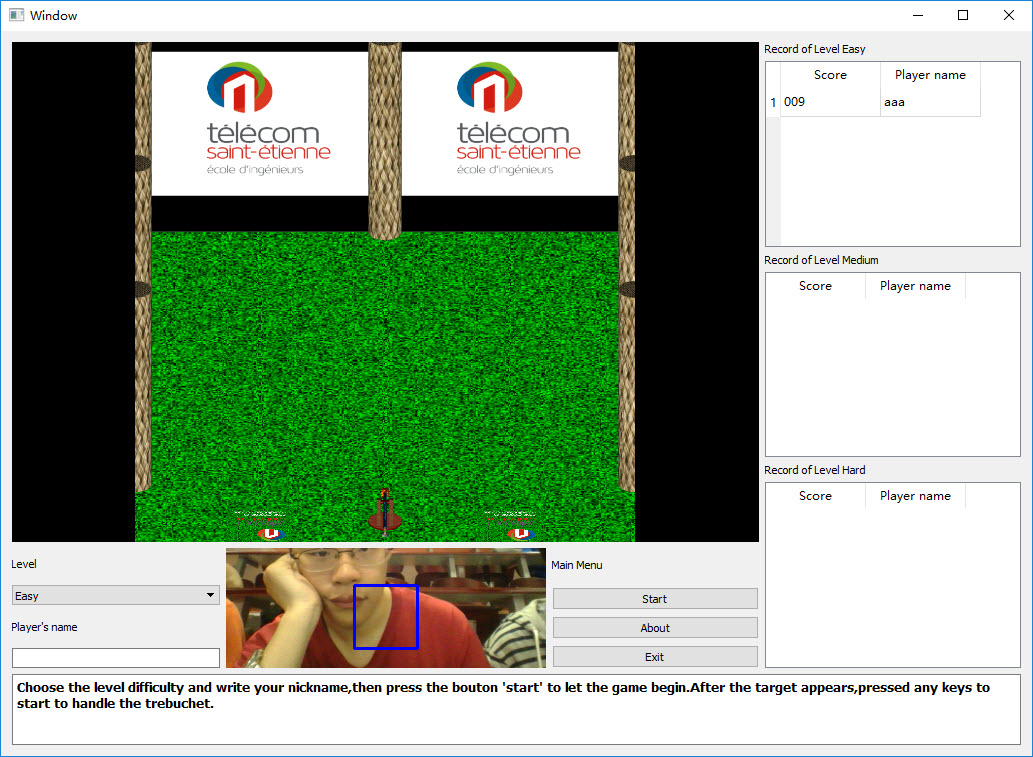 Window
télécom
saint-étienne
école d'ingénieurs
télécom
saint-étienne
école d'ingénieurs
Record of Level Easy
Score Player name
1 009 aaa
Record of Level Medium
Score Player name
Record of Level Hard
Score Player name
Level
Easy
Player's name
Main Menu
Start
About
Exit
Choose the level difficulty and write your nickname,then press the bouton 'start' to let the game begin.After the target appears,pressed any keys to
start to handle the trebuchet.